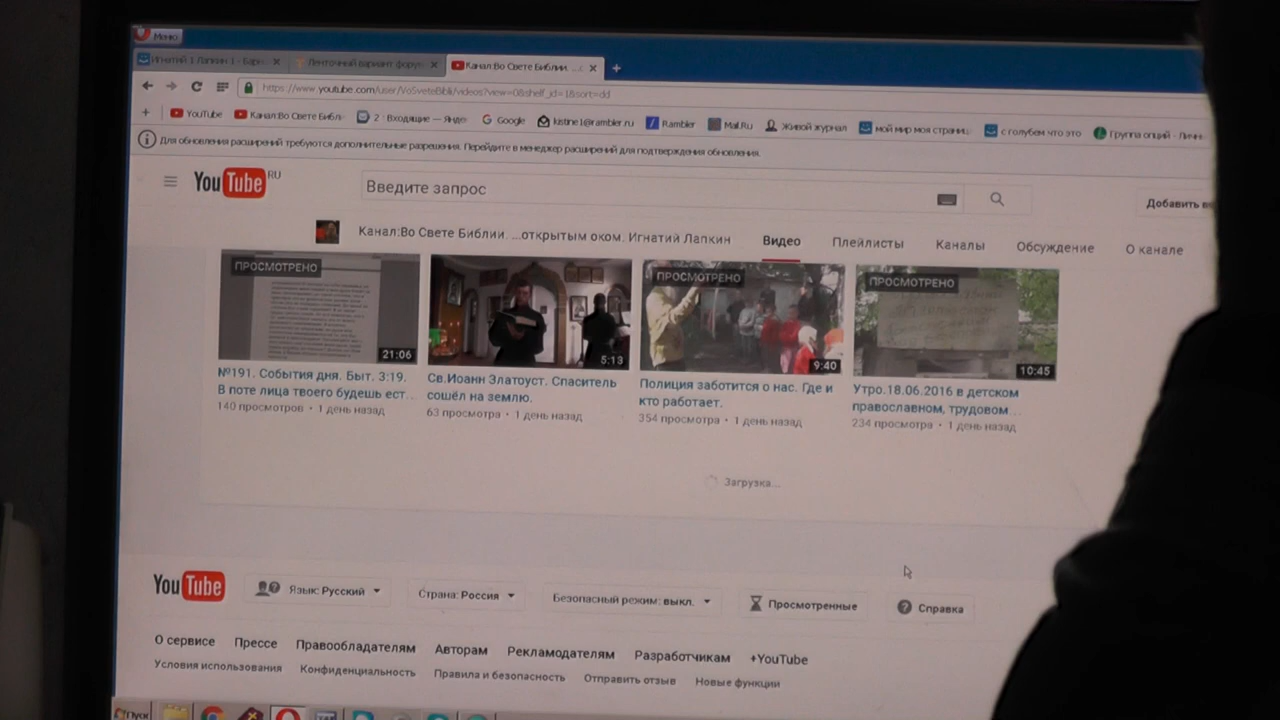 Меню
Игнатий 1 Лапкин 1 - Барн
Ленточный вариант фору
Канал:Во Свете Библии.
https://www.youtube.com/user/VoSveteBiblii/videos?view=0&shelf_id=1&sort=dd
YouTube
Канал:Во Свете Библ
2 · Входящие — Янде
Google
kistine1@rambler.ru
Rambler
Mail.Ru
Живой журнал
мой мир моя страни
с голубем что это
Группа опций - Личн
Для обновления расширений требуются дополнительные разрешения. Перейдите в менеджер расширений для подтверждения обновления.
YouTube RU
Введите запрос
Добавить
Канал:Во Свете Библии. ...открытым оком. Игнатий Лапкин
Видео
Плейлисты
Каналы
Обсуждение
О канале
ПРОСМОТРЕНО
21:06
5:13
ПРОСМОТРЕНО
9:40
ПРОСМОТРЕНО
10:45
№191. События дня. Быт. 3:19.
В поте лица твоего будешь ест...
140 просмотров • 1 день назад
Св.Иоанн Златоуст. Спаситель
сошёл на землю.
63 просмотра • 1 день назад
Полиция заботится о нас. Где и
кто работает.
354 просмотра • 1 день назад
Утро.18.06.2016 в детском
православном, трудовом ...
234 просмотра • 1 день назад
Загрузка...
YouTube
Язык: Русский
Страна: Россия
Безопасный режим: выкл.
Просмотренные
Справка
О сервисе
Прессе
Правообладателям
Авторам
Рекламодателям
Разработчикам
+YouTube
Условия использования
Конфиденциальность
Правила и безопасность
Отправить отзыв
Новые функции
Пуск